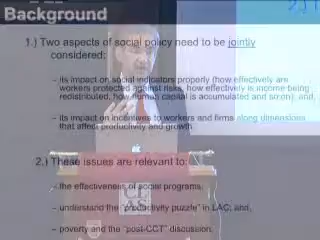 Background
1.) Two aspects of social policy need to be jointly
considered:
– its impact on social indicators properly (how effectively are
workers protected against risks, how effectively is income being
redistributed, how human capital is accumulated and so on); and,
– its impact on incentives to workers and firms along dimensions
that affect productivity and growth
2.) These issues are relevant to:
– the effectiveness of social programs,
– understand the "productivity puzzle" in LAC; and,
– poverty and the "post-CCT" discussion.